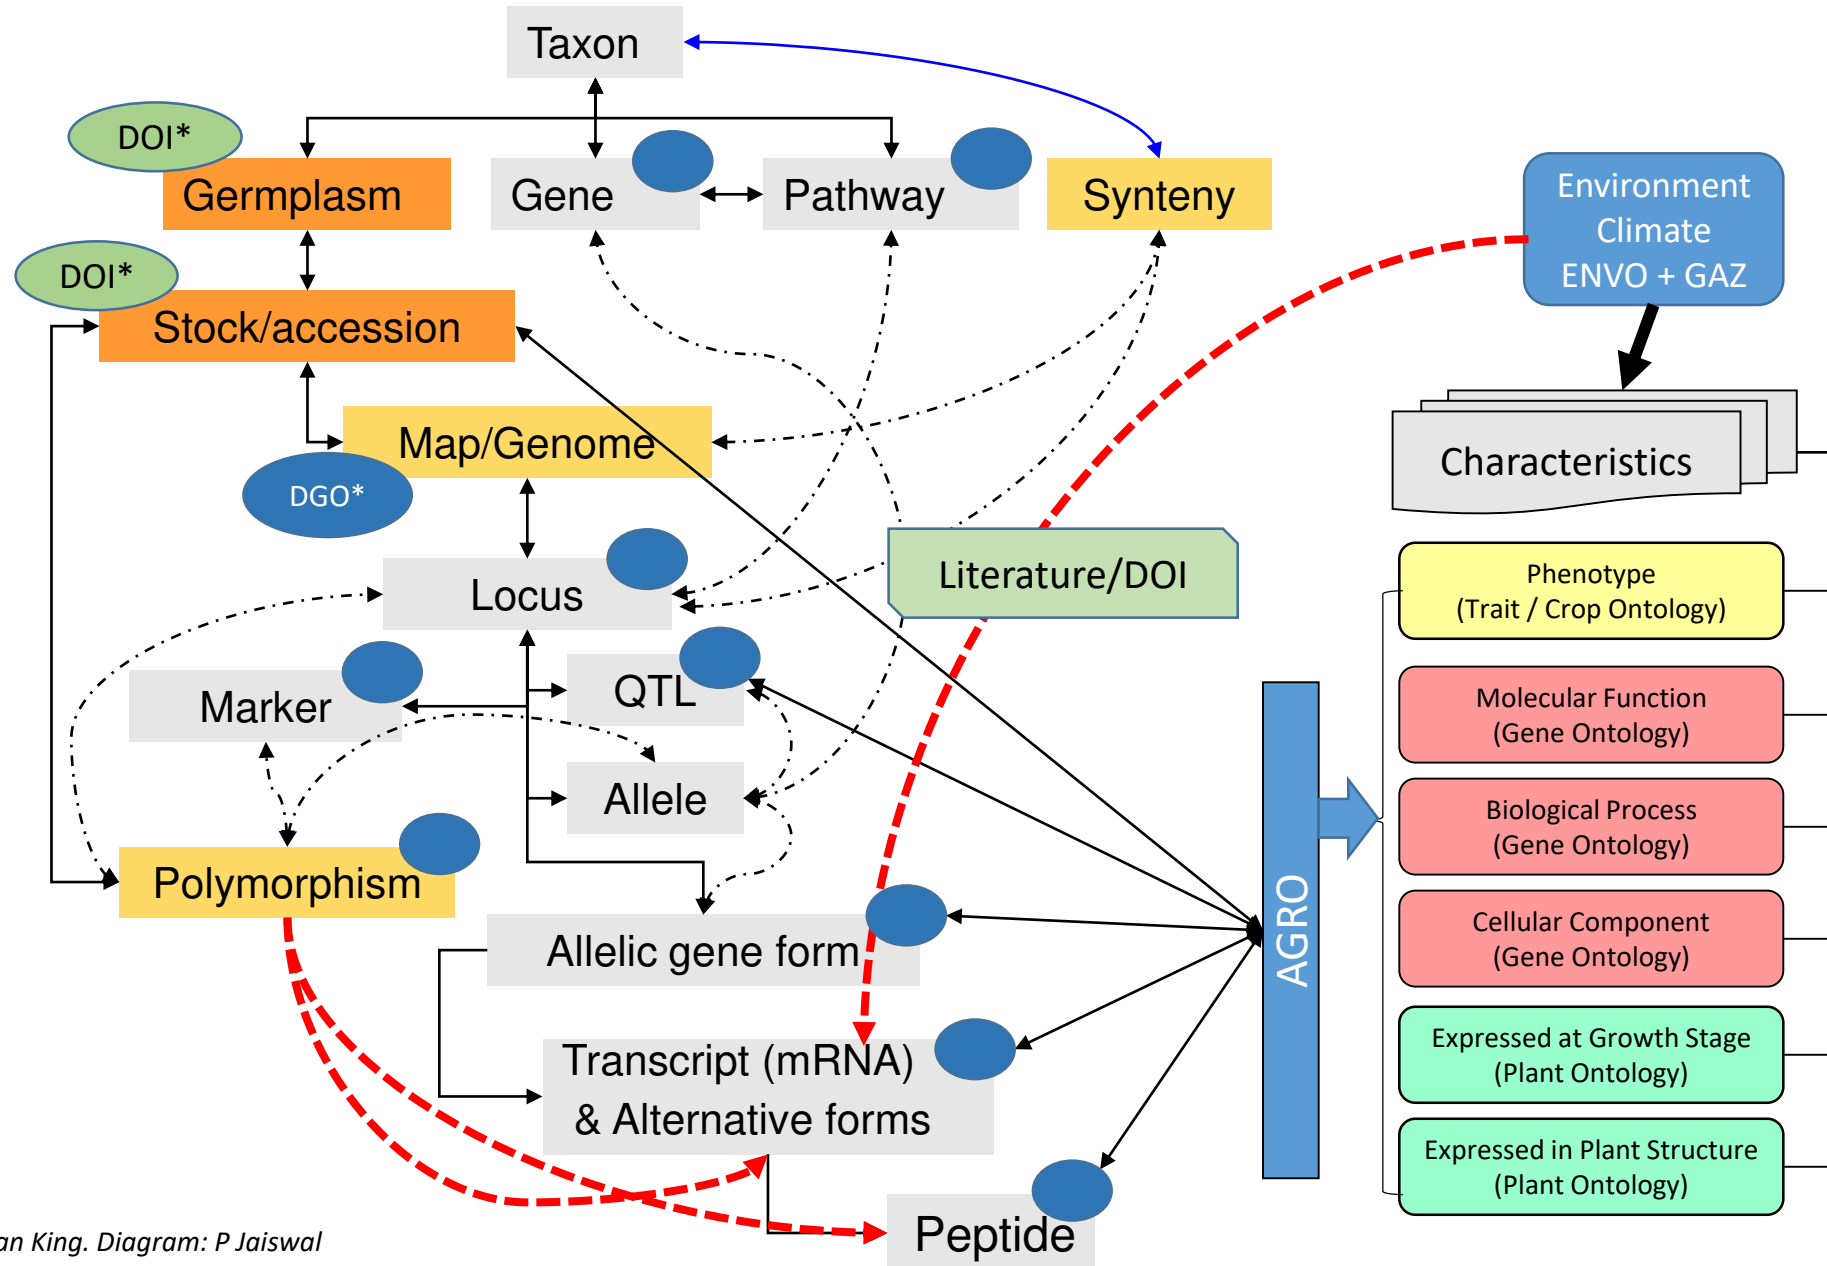 Taxon
DOI*
Germplasm
Gene
Pathway
Synteny
Environment
Climate
ENVO + GAZ
DOI*
Stock/accession
Map/Genome
DGO*
Characteristics
Locus
Literature/DOI
Phenotype
(Trait / Crop Ontology)
Marker
QTL
Molecular Function
(Gene Ontology)
Allele
Biological Process
(Gene Ontology)
Polymorphism
AGRO
Allelic gene form
Cellular Component
(Gene Ontology)
Transcript (mRNA)
& Alternative forms
Expressed at Growth Stage
(Plant Ontology)
Expressed in Plant Structure
(Plant Ontology)
Peptide
an King. Diagram: P Jaiswal